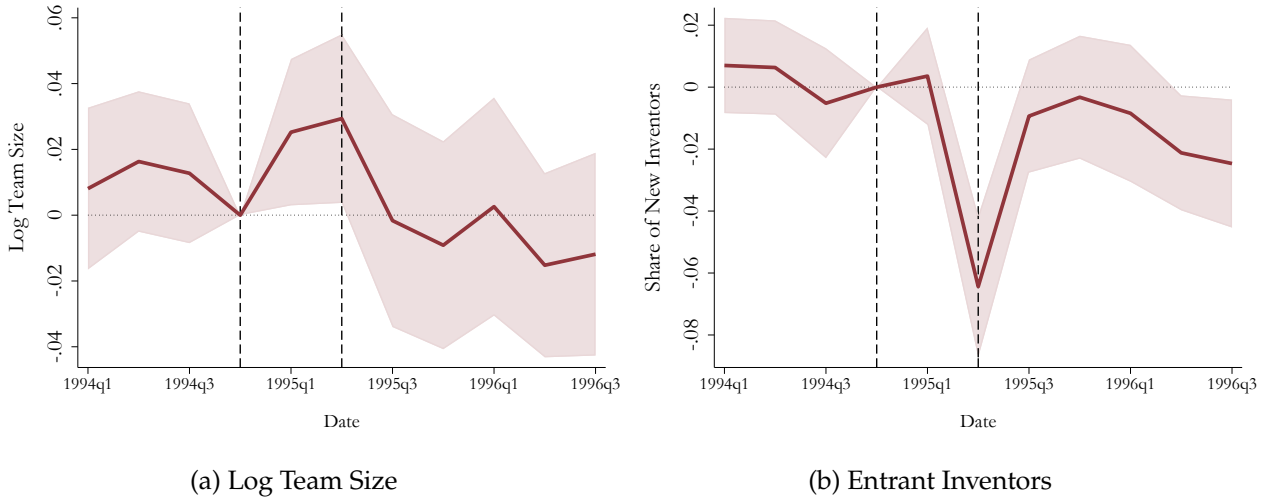 Log Team Size
.06
.04
.02
0
-.02
-.04
1994q1 1994q3 1995q1 1995q3 1996q1 1996q3
Date
(a) Log Team Size
Share of New Inventors
.02
0
-.02
-.04
-.06
-.08
1994q1 1994q3 1995q1 1995q3 1996q1 1996q3
Date
(b) Entrant Inventors